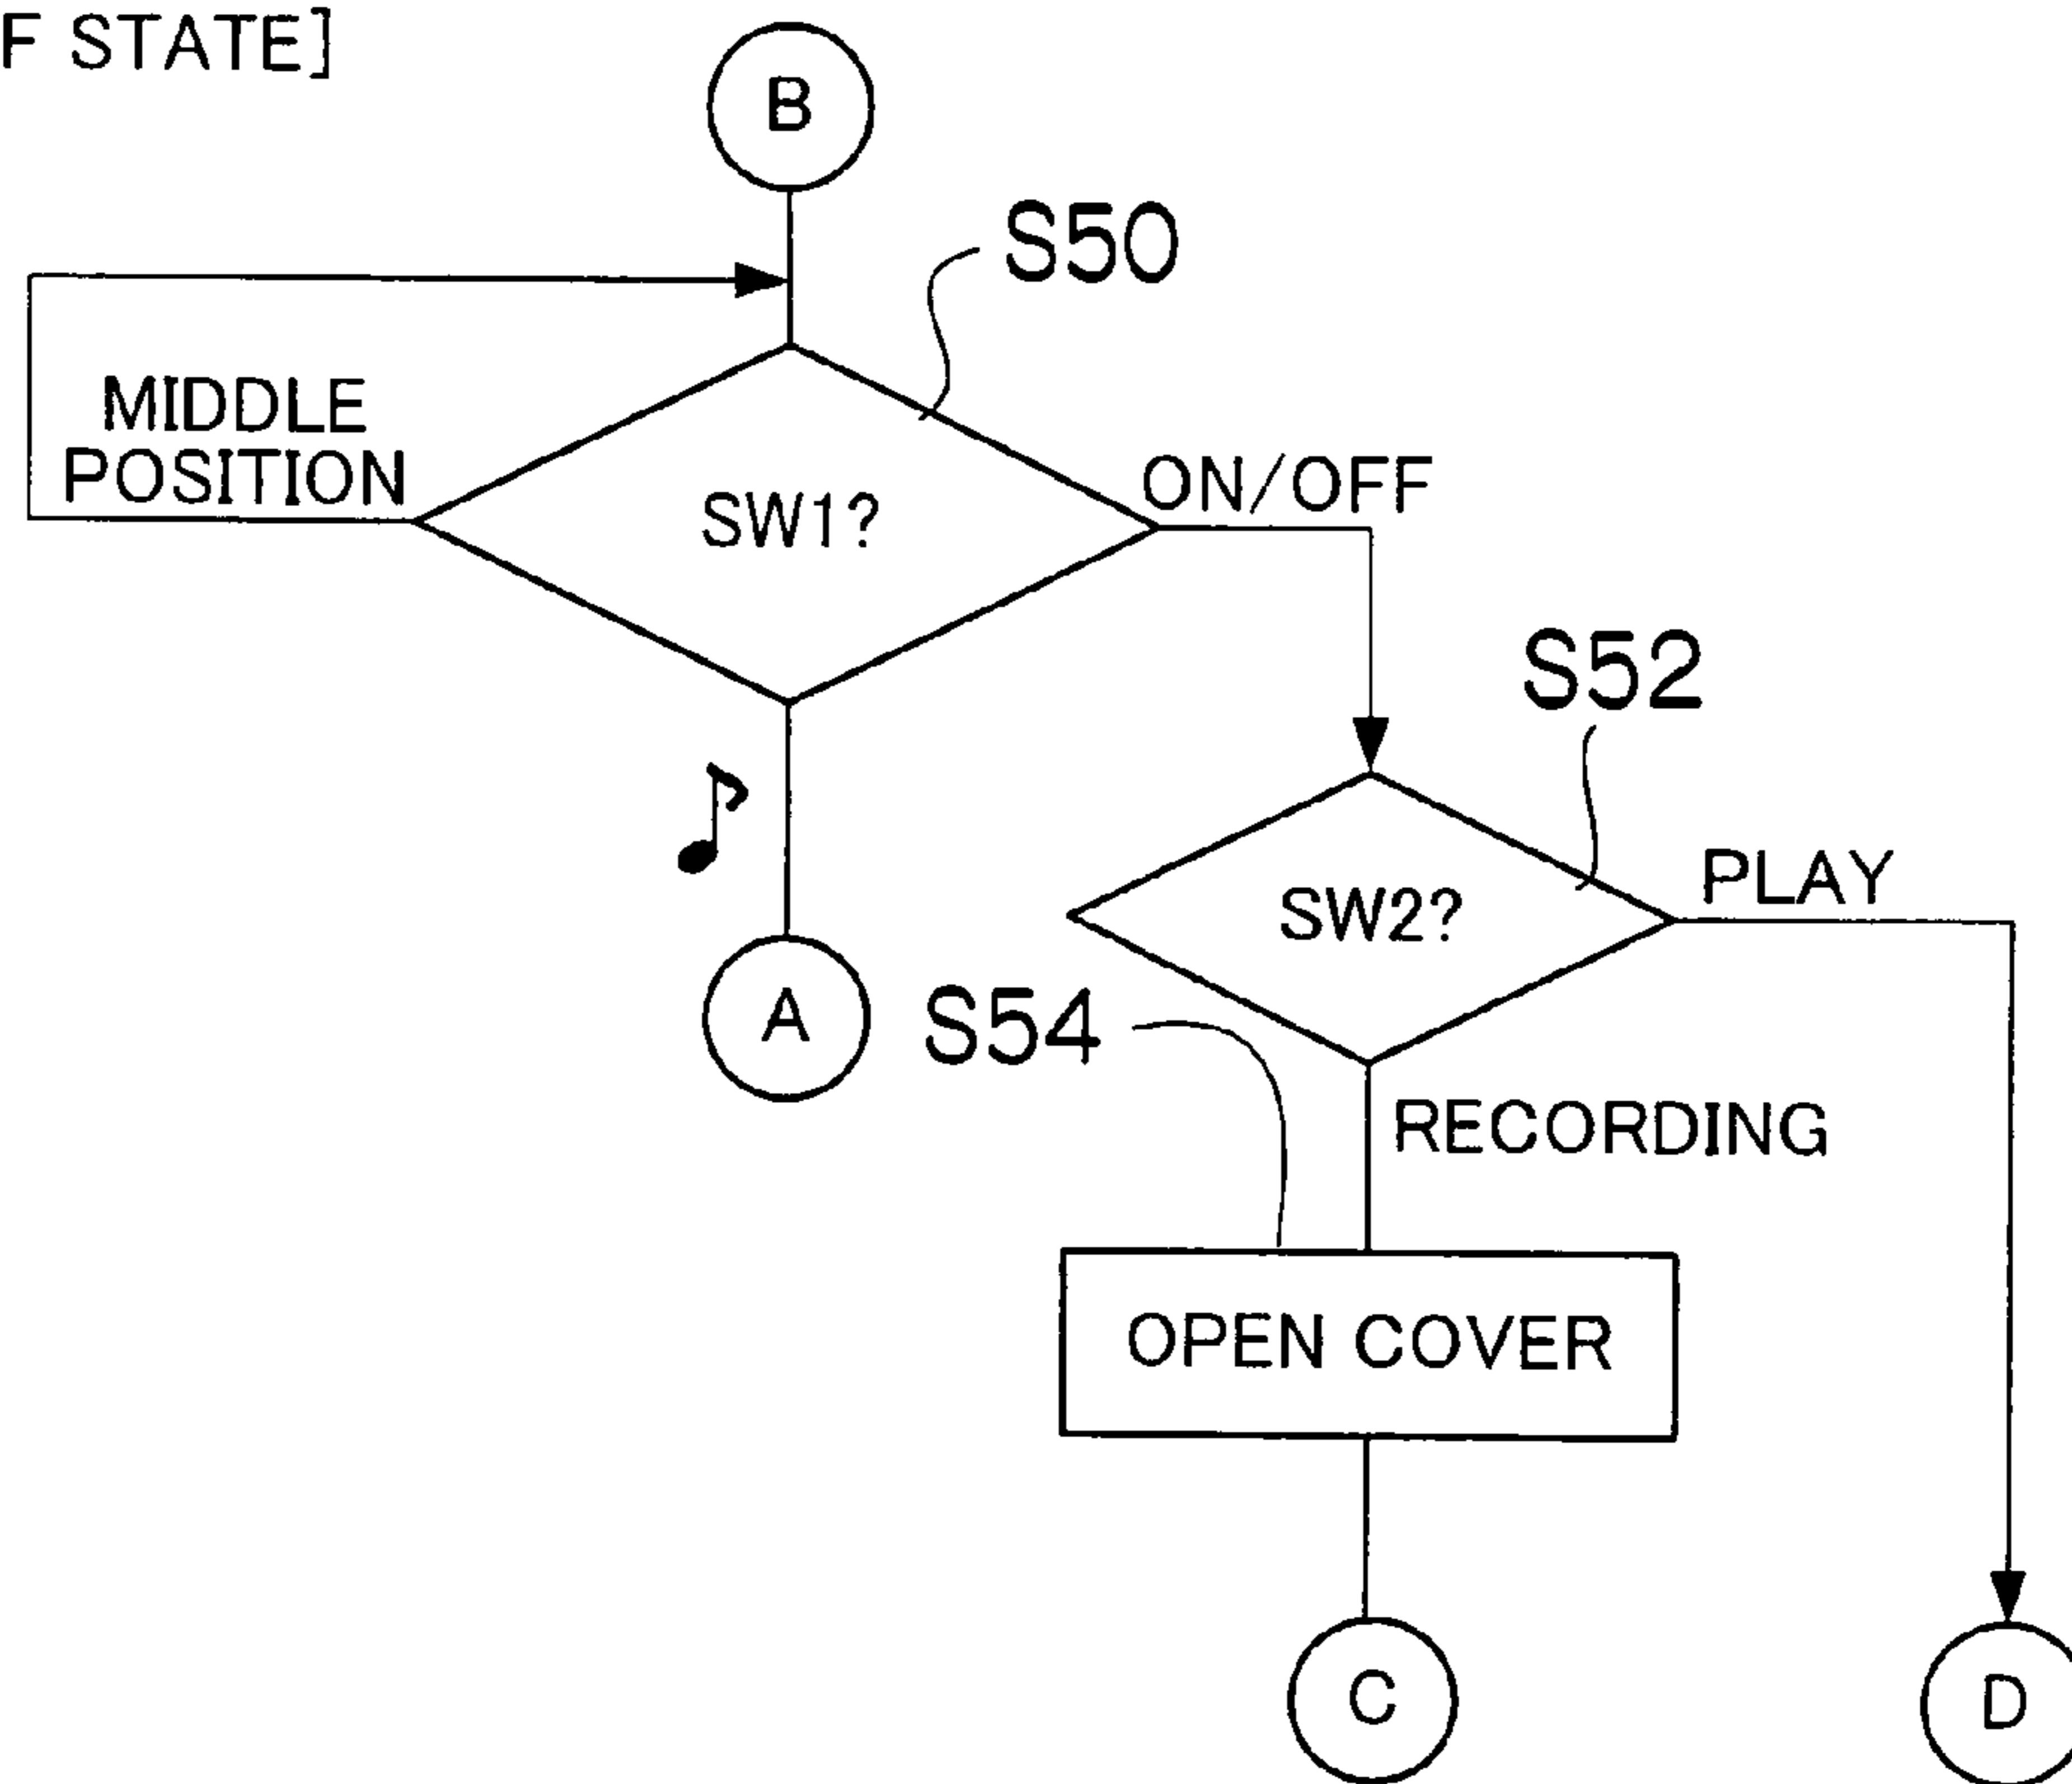 F STATE]
B
S50
MIDDLE
POSITION
SW1?
ON/OFF
S52
SW2?
PLAY
A
S54
RECORDING
OPEN COVER
C
D